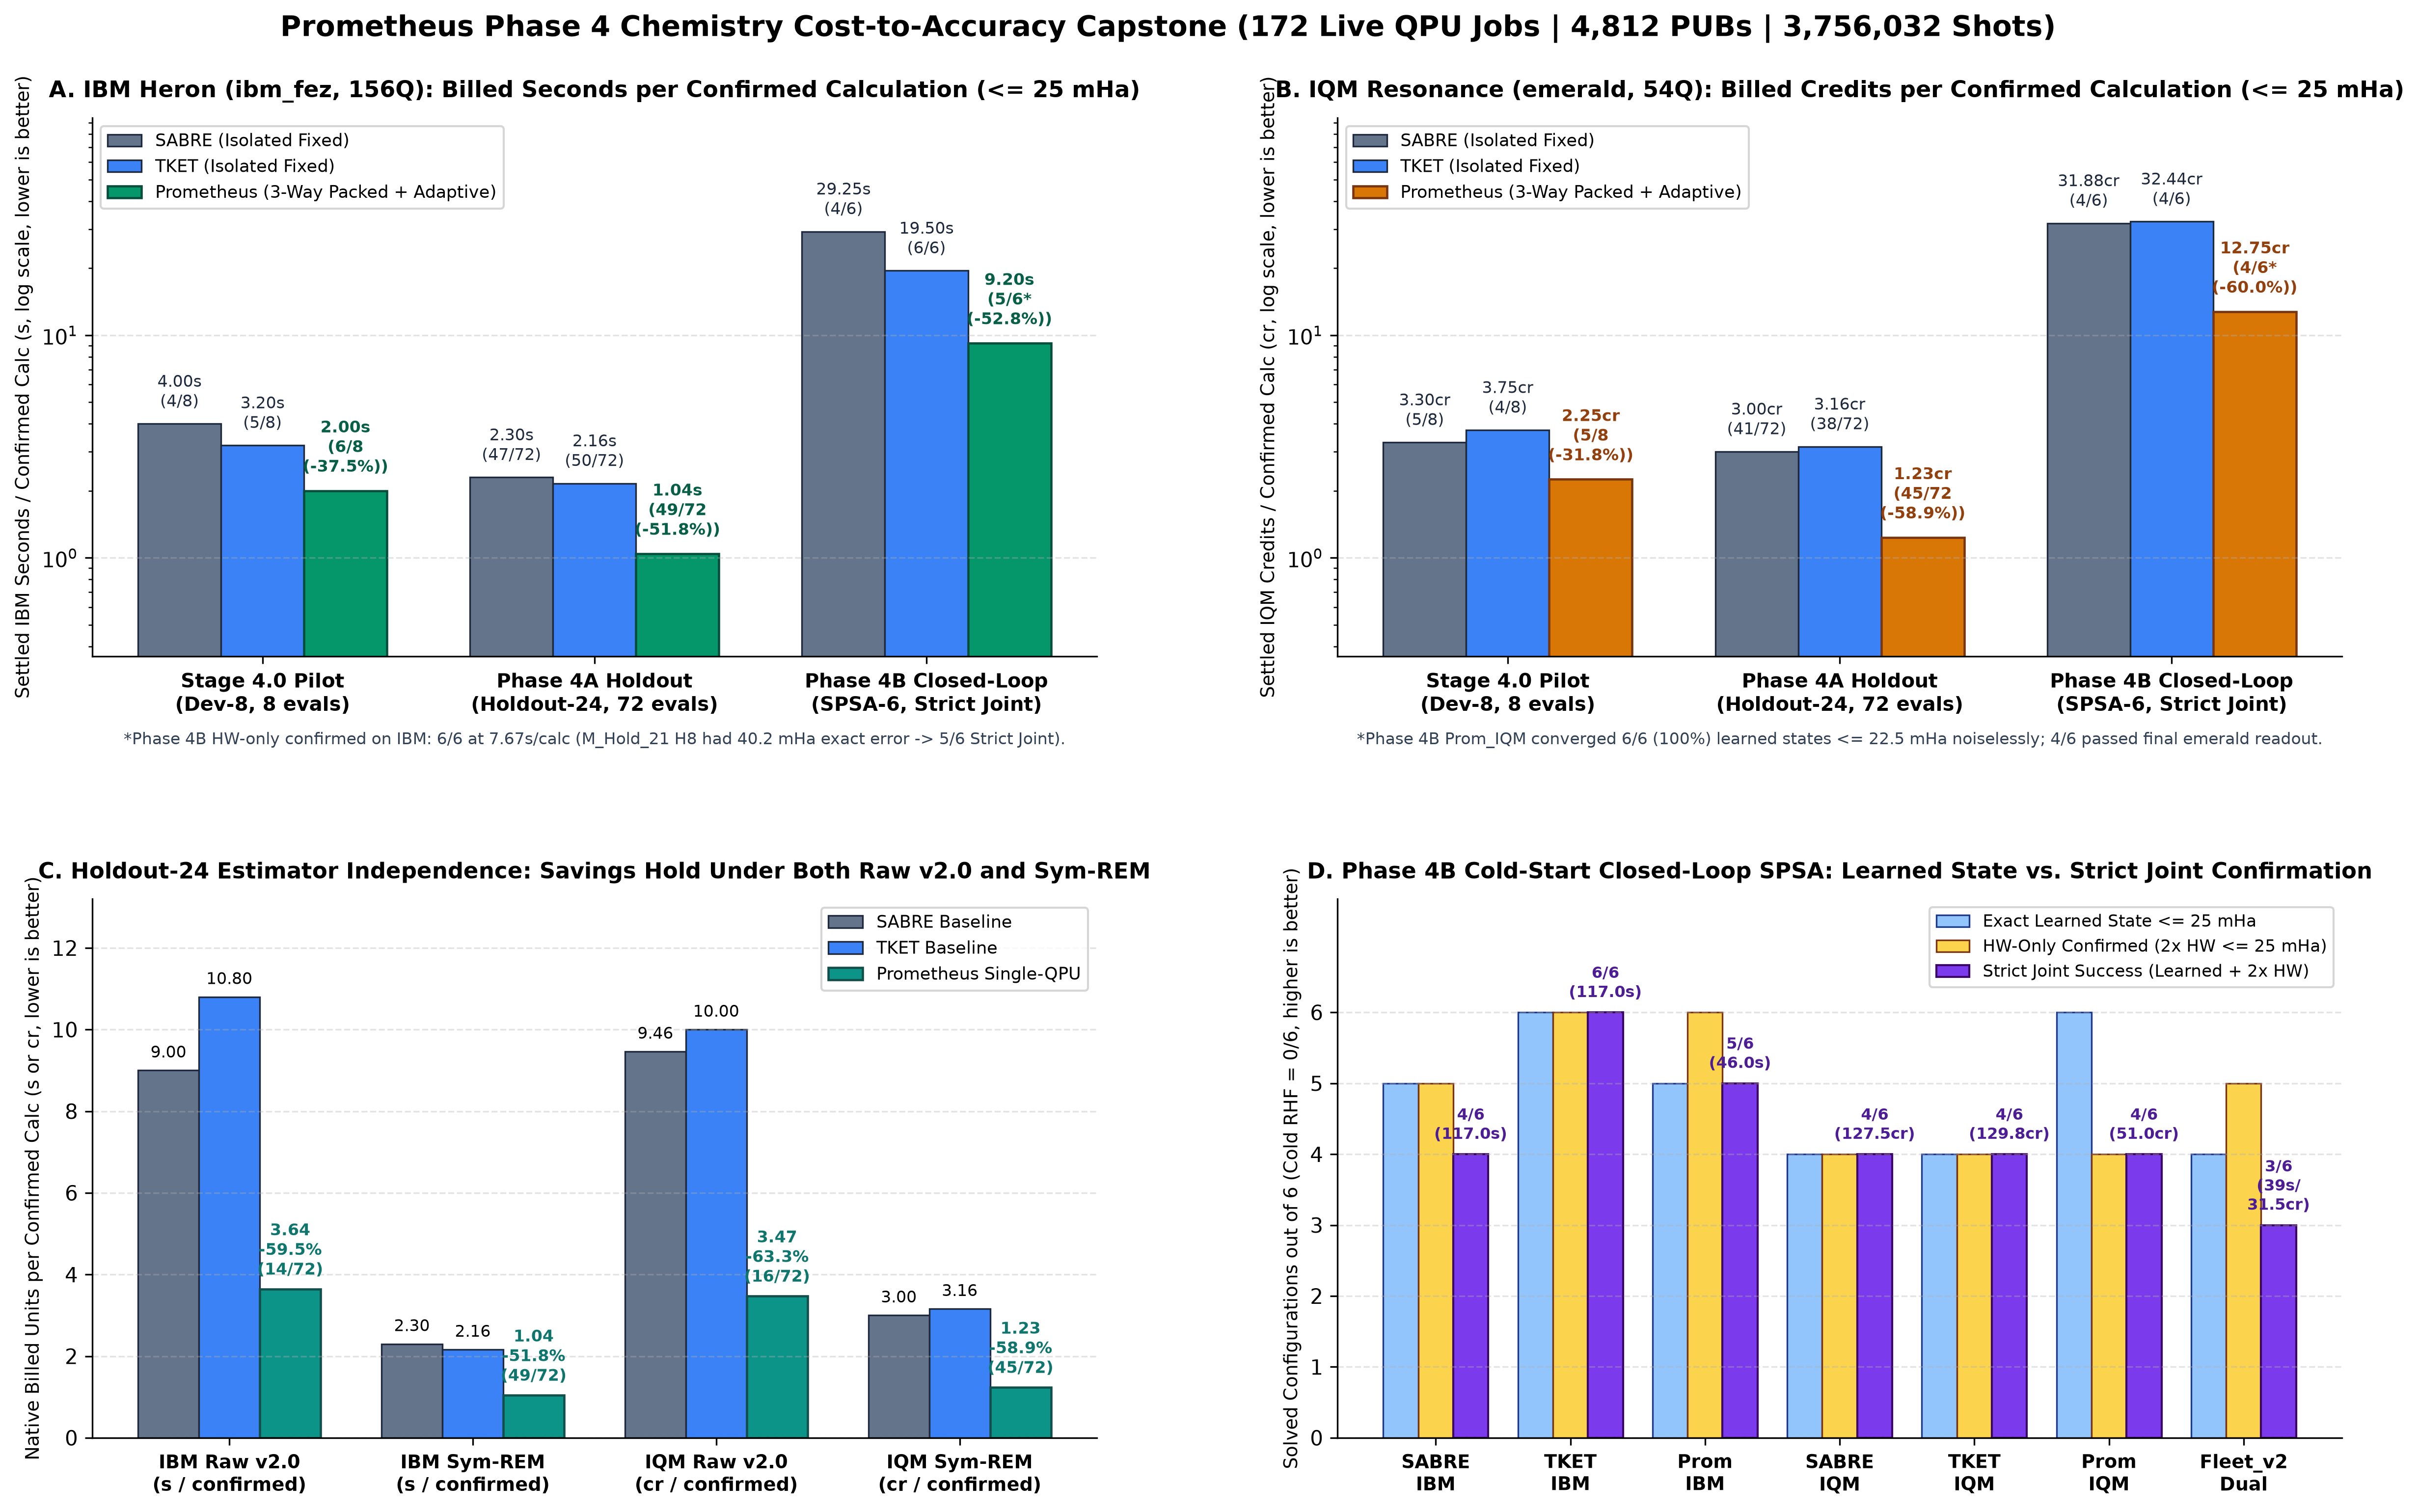 Prometheus Phase 4 Chemistry Cost-to-Accuracy Capstone (172 Live QPU Jobs | 4,812 PUBs | 3,756,032 Shots)
A. IBM Heron (ibm_fez, 156Q): Billed Seconds per Confirmed Calculation (<= 25 mHa)
Settled IBM Seconds / Confirmed Calc (s, log scale, lower is better)
SABRE (Isolated Fixed)
TKET (Isolated Fixed)
Prometheus (3-Way Packed + Adaptive)
10¹
10⁰
4.00s
(4/8)
3.20s
(5/8)
2.00s
(6/8
(-37.5%))
2.30s
(47/72)
2.16s
(50/72)
1.04s
(49/72
(-51.8%))
29.25s
(4/6)
19.50s
(6/6)
9.20s
(5/6*
(-52.8%))
Stage 4.0 Pilot
(Dev-8, 8 evals)
Phase 4A Holdout
(Holdout-24, 72 evals)
Phase 4B Closed-Loop
(SPSA-6, Strict Joint)
*Phase 4B HW-only confirmed on IBM: 6/6 at 7.67s/calc (M_Hold_21 H8 had 40.2 mHa exact error -> 5/6 Strict Joint).
B. IQM Resonance (emerald, 54Q): Billed Credits per Confirmed Calculation (<= 25 mHa)
Settled IQM Credits / Confirmed Calc (cr, log scale, lower is better)
SABRE (Isolated Fixed)
TKET (Isolated Fixed)
Prometheus (3-Way Packed + Adaptive)
10¹
10⁰
3.30cr
(5/8)
3.75cr
(4/8)
2.25cr
(5/8
(-31.8%))
3.00cr
(41/72)
3.16cr
(38/72)
1.23cr
(45/72
(-58.9%))
31.88cr
(4/6)
32.44cr
(4/6)
12.75cr
(4/6*
(-60.0%))
Stage 4.0 Pilot
(Dev-8, 8 evals)
Phase 4A Holdout
(Holdout-24, 72 evals)
Phase 4B Closed-Loop
(SPSA-6, Strict Joint)
*Phase 4B Prom_IQM converged 6/6 (100%) learned states <= 22.5 mHa noiselessly; 4/6 passed final emerald readout.
C. Holdout-24 Estimator Independence: Savings Hold Under Both Raw v2.0 and Sym-REM
Native Billed Units per Confirmed Calc (s or cr, lower is better)
SABRE Baseline
TKET Baseline
Prometheus Single-QPU
12
10
8
6
4
2
0
9.00
10.80
3.64
-59.5%
(14/72)
2.30
2.16
1.04
-51.8%
(49/72)
9.46
10.00
3.47
-63.3%
(16/72)
3.00
3.16
1.23
-58.9%
(45/72)
IBM Raw v2.0
(s / confirmed)
IBM Sym-REM
(s / confirmed)
IQM Raw v2.0
(cr / confirmed)
IQM Sym-REM
(cr / confirmed)
D. Phase 4B Cold-Start Closed-Loop SPSA: Learned State vs. Strict Joint Confirmation
Solved Configurations out of 6 (Cold RHF = 0/6, higher is better)
Exact Learned State <= 25 mHa
HW-Only Confirmed (2x HW <= 25 mHa)
Strict Joint Success (Learned + 2x HW)
6
5
4
3
2
1
0
4/6
(117.0s)
6/6
(117.0s)
5/6
(46.0s)
4/6
(127.5cr)
4/6
(129.8cr)
4/6
(51.0cr)
3/6
(39s/
31.5cr)
SABRE
IBM
TKET
IBM
Prom
IBM
SABRE
IQM
TKET
IQM
Prom
IQM
Fleet_v2
Dual